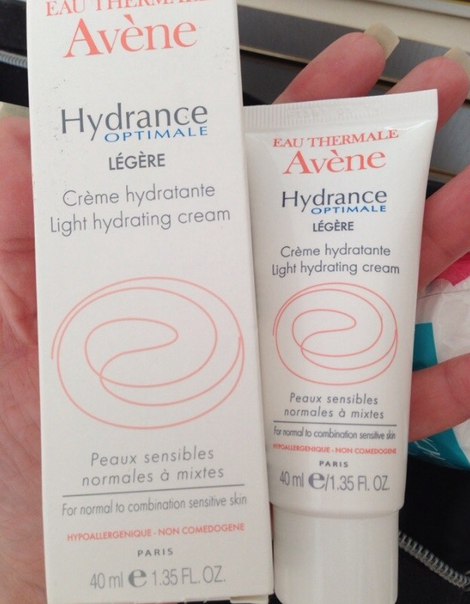 EAU THERMALE
Avène
Hydrance
OPTIMALE
LÉGÈRE
Crème hydratante
Light hydrating cream
Peaux sensibles
normales à mixtes
For normal to combination sensitive skin
HYPOALLERGENIQUE - NON COMEDOGENE
PARIS
40 ml e 1.35 FL. OZ.
EAU THERMALE
Avène
Hydrance
OPTIMALE
LÉGÈRE
Crème hydratante
Light hydrating cream
Peaux sensibles
normales à mixtes
For normal to combination sensitive skin
HYPOALLERGENIQUE - NON COMEDOGENE
PARIS
40 ml e/1.35 FL. OZ.